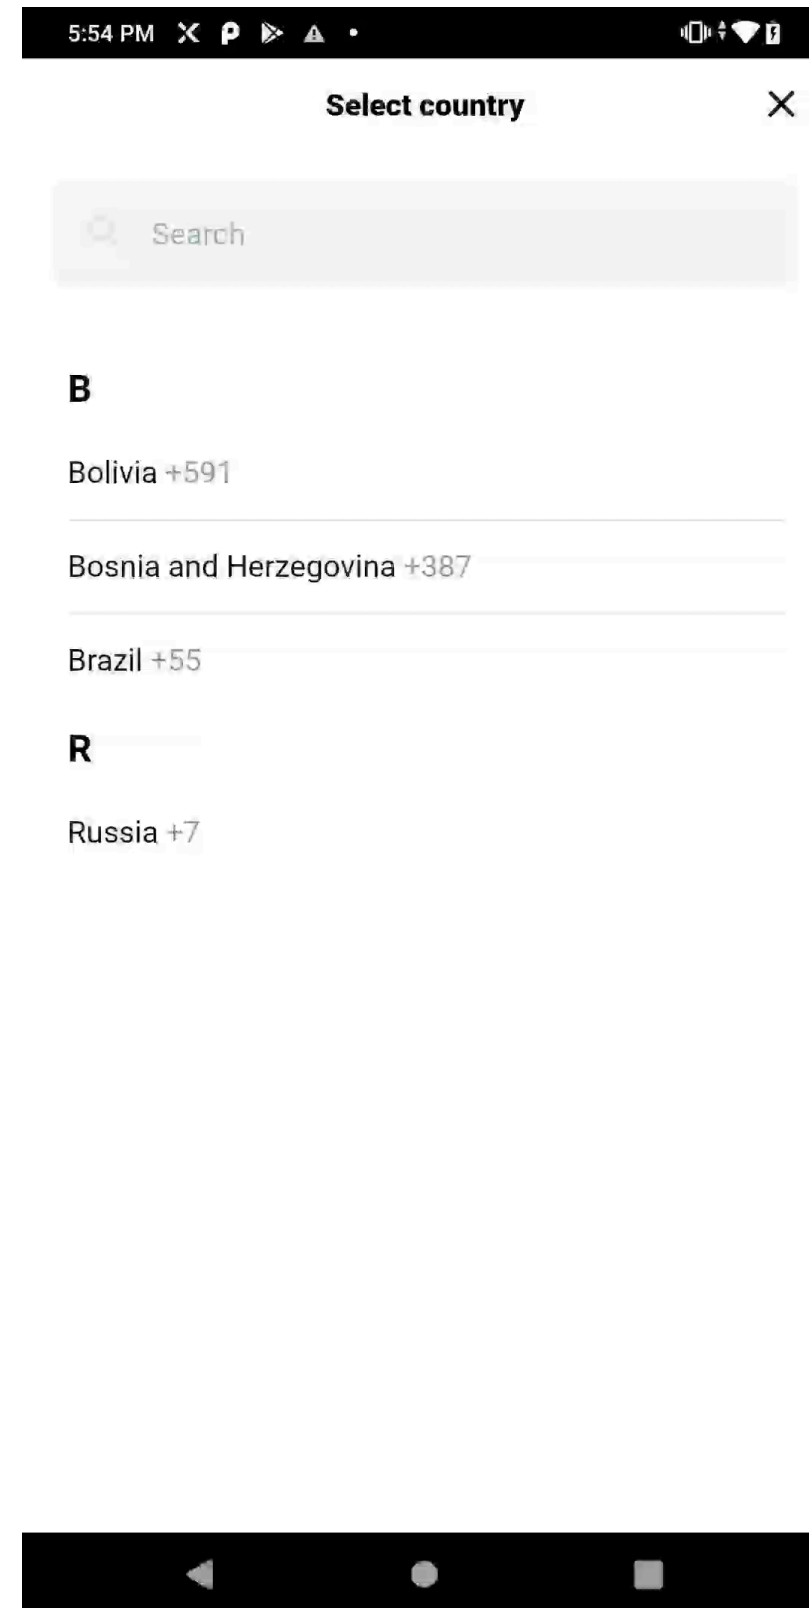 5:54 PM
Select country
Search
B
Bolivia +591
Bosnia and Herzegovina +387
Brazil +55
R
Russia +7